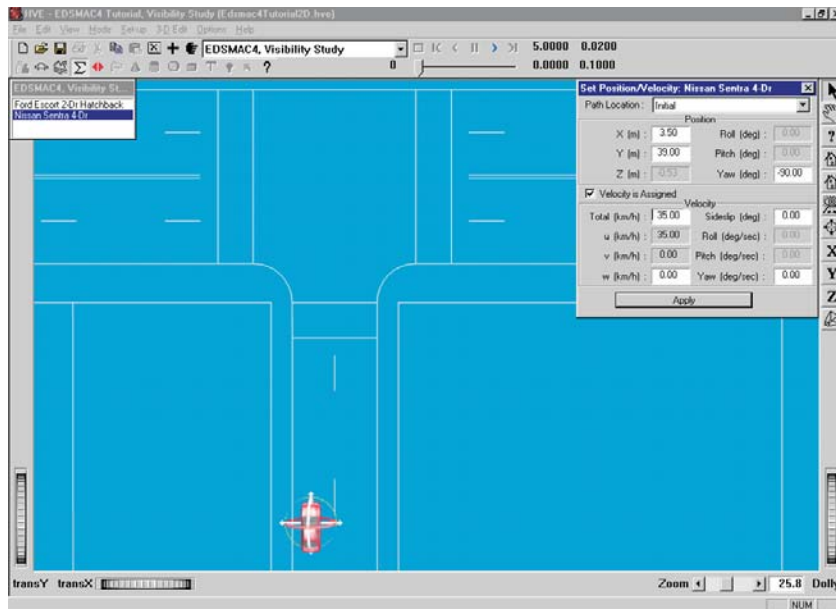 HVE - EDSMAC4 Tutorial, Visibility Study (Edsmac4Tutorial2D.hve)
File Edit View Mode Set-up 3-D Edit Options Help
EDSMAC4, Visibility Study
5.0000 0.0200
0
0.0000 0.1000
EDSMAC4, Visibility St...
Ford Escort 2-Dr Hatchback
Nissan Sentra 4-Dr
Set Position/Velocity: Nissan Sentra 4-Dr
Path Location : Initial
Position
X (m) : 3.50 Roll (deg) : 0.00
Y (m) : 39.00 Pitch (deg) : 0.00
Z (m) : -0.53 Yaw (deg) : -90.00
Velocity is Assigned
Velocity
Total (km/h) : 35.00 Sideslip (deg) : 0.00
u (km/h) : 35.00 Roll (deg/sec) : 0.00
v (km/h) : 0.00 Pitch (deg/sec) : 0.00
w (km/h) : 0.00 Yaw (deg/sec) : 0.00
Apply
?
X
Y
Z
transY transX
Zoom 25.8 Dolly
NUM